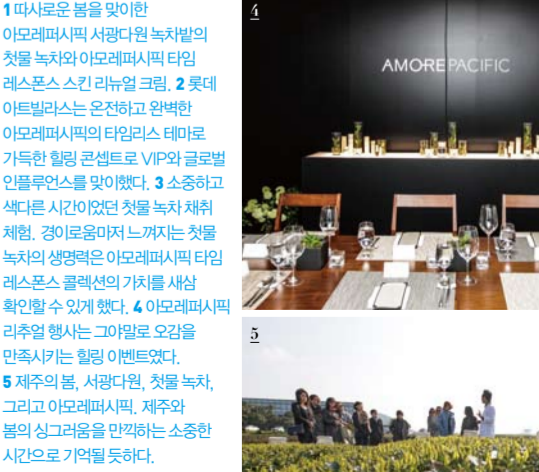 1 따사로운 봄을 맞이한
아모레퍼시픽 서광다원 녹차밭의
첫물 녹차와 아모레퍼시픽 타임
레스폰스 스킨 리뉴얼 크림. 2 롯데
아트빌라스는 온전하고 완벽한
아모레퍼시픽의 타임리스 테마로
가득한 힐링 콘셉트로 VIP와 글로벌
인플루언스를 맞이했다. 3 소중하고
색다른 시간이었던 첫물 녹차 채취
체험. 경이로움마저 느껴지는 첫물
녹차의 생명력은 아모레퍼시픽 타임
레스폰스 콜렉션의 가치를 새삼
확인할 수 있게 했다. 4 아모레퍼시픽
리추얼 행사는 그야말로 오감을
만족시키는 힐링 이벤트였다.
5 제주의 봄, 서광다원, 첫물 녹차,
그리고 아모레퍼시픽. 제주와
봄의 싱그러움을 만끽하는 소중한
시간으로 기억될 듯하다.
4
AMOREPACIFIC
5